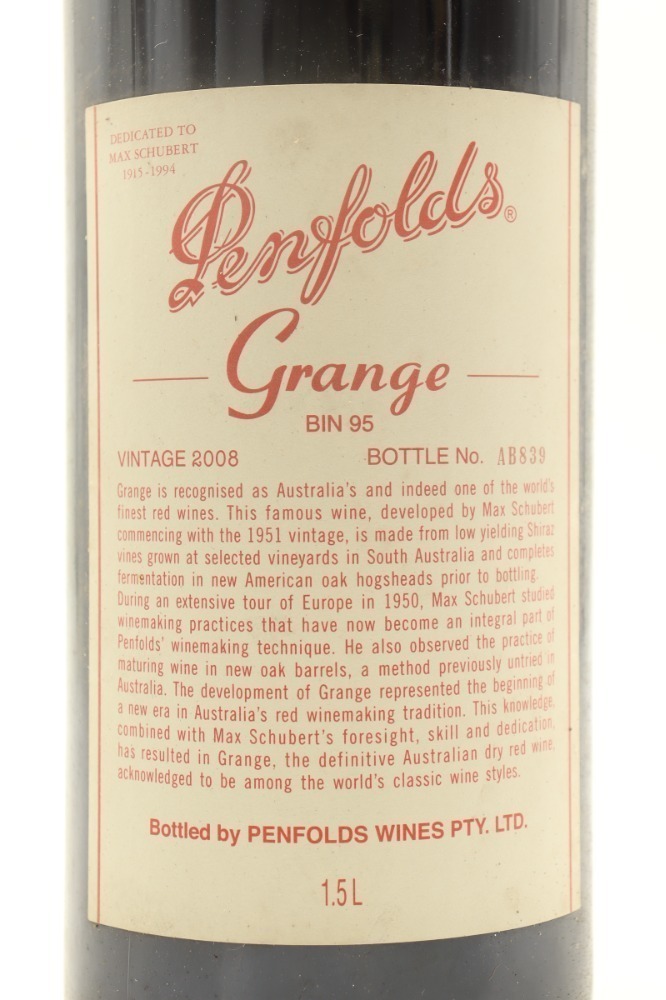 DEDICATED TO
MAX SCHUBERT
1915-1994
Penfolds®
Grange
BIN 95
VINTAGE 2008 BOTTLE No. AB839
Grange is recognised as Australia's and indeed one of the world's
finest red wines. This famous wine, developed by Max Schubert
commencing with the 1951 vintage, is made from low yielding Shiraz
vines grown at selected vineyards in South Australia and completes
fermentation in new American oak hogsheads prior to bottling.
During an extensive tour of Europe in 1950, Max Schubert studied
winemaking practices that have now become an integral part of
Penfolds' winemaking technique. He also observed the practice of
maturing wine in new oak barrels, a method previously untried in
Australia. The development of Grange represented the beginning of
a new era in Australia's red winemaking tradition. This knowledge,
combined with Max Schubert's foresight, skill and dedication,
has resulted in Grange, the definitive Australian dry red wine,
acknowledged to be among the world's classic wine styles.
Bottled by PENFOLDS WINES PTY. LTD.
1.5 L